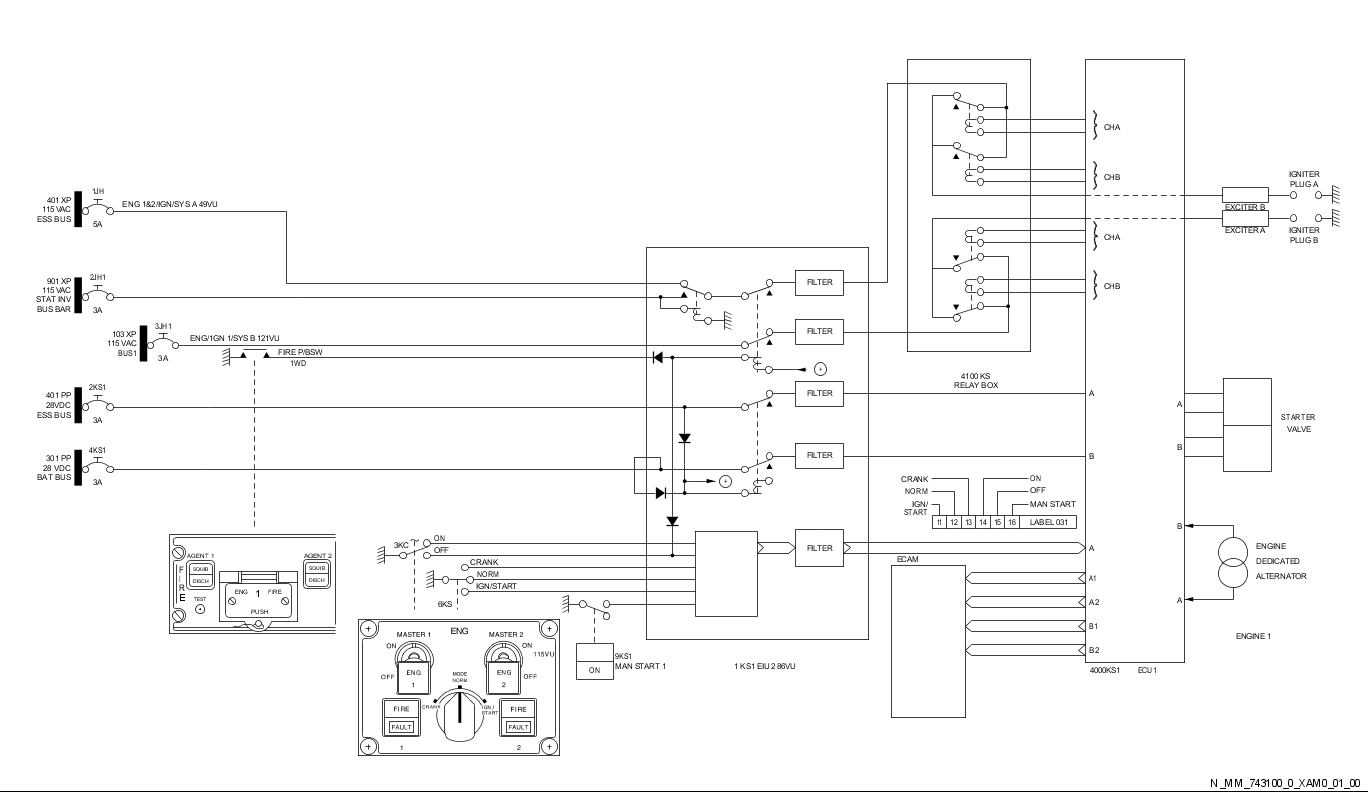 401 XP
115 VAC
ESS BUS
1JH
5A
ENG 1&2/IGN/SYS A 49VU
901 XP
115 VAC
STAT INV
BUS BAR
2JH1
3A
103 XP
115 VAC
BUS1
3JH1
3A
ENG/IGN 1/SYS B 121VU
FIRE P/BSW
1WD
401 PP
28VDC
ESS BUS
2KS1
3A
301 PP
28 VDC
BAT BUS
4KS1
3A
FILTER
FILTER
FILTER
FILTER
FILTER
+
+
CHA
CHB
CHA
CHB
EXCITER B
EXCITER A
IGNITER
PLUG A
IGNITER
PLUG B
4100 KS
RELAY BOX
A
B
A
B
STARTER
VALVE
CRANK
NORM
IGN/
START
ON
OFF
MAN START
11 12 13 14 15 16 LABEL 031
A
ECAM
A1
A2
B1
B2
B
A
ENGINE
DEDICATED
ALTERNATOR
ENGINE 1
4000KS1 ECU 1
3KC
ON
OFF
CRANK
NORM
IGN/START
6KS
9KS1
MAN START 1
ON
1 KS1 EIU 2 86VU
AGENT 1
SQUIB
DISCH
FIRE
TEST
ENG 1 FIRE
PUSH
AGENT 2
SQUIB
DISCH
MASTER 1
ENG
MASTER 2
ON
ON
115VU
OFF
ENG
1
MODE
NORM
ENG
2
OFF
CRANK
IGN/
START
FIRE
FAULT
FIRE
FAULT
1
2
N_MM_743100_0_XAM0_01_00